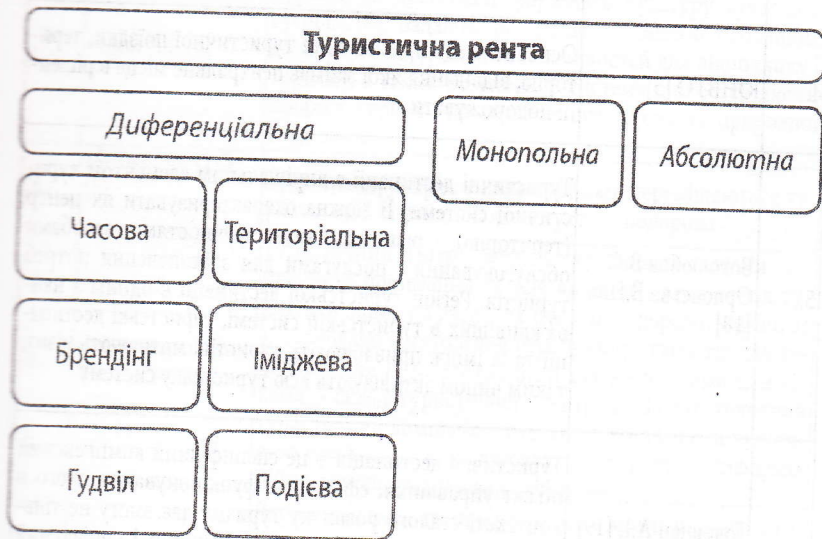 Туристична рента
Диференціальна
Монопольна
Абсолютна
Часова
Територіальна
Брендінг
Іміджева
Гудвіл
Подієва